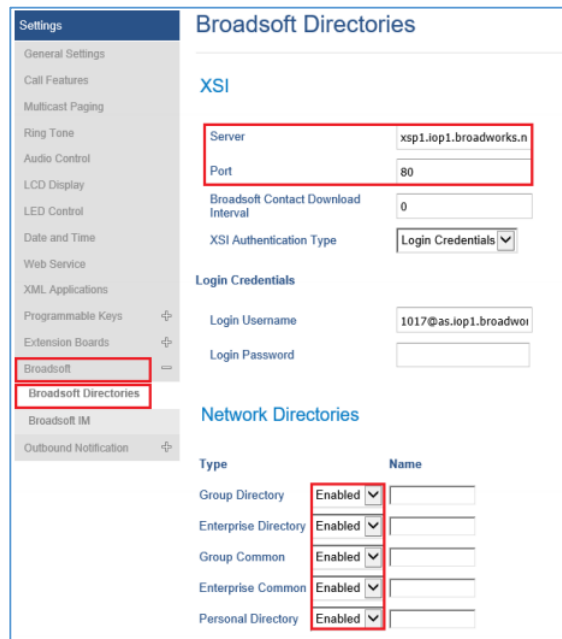 Settings
General Settings
Call Features
Multicast Paging
Ring Tone
Audio Control
LCD Display
LED Control
Date and Time
Web Service
XML Applications
Programmable Keys
Extension Boards
Broadsoft
Broadsoft Directories
Broadsoft IM
Outbound Notification
Broadsoft Directories
XSI
Server xsp1.iop1.broadworks.n
Port 80
Broadsoft Contact Download
Interval 0
XSI Authentication Type Login Credentials
Login Credentials
Login Username 1017@as.iop1.broadwor
Login Password
Network Directories
Type Name
Group Directory Enabled
Enterprise Directory Enabled
Group Common Enabled
Enterprise Common Enabled
Personal Directory Enabled